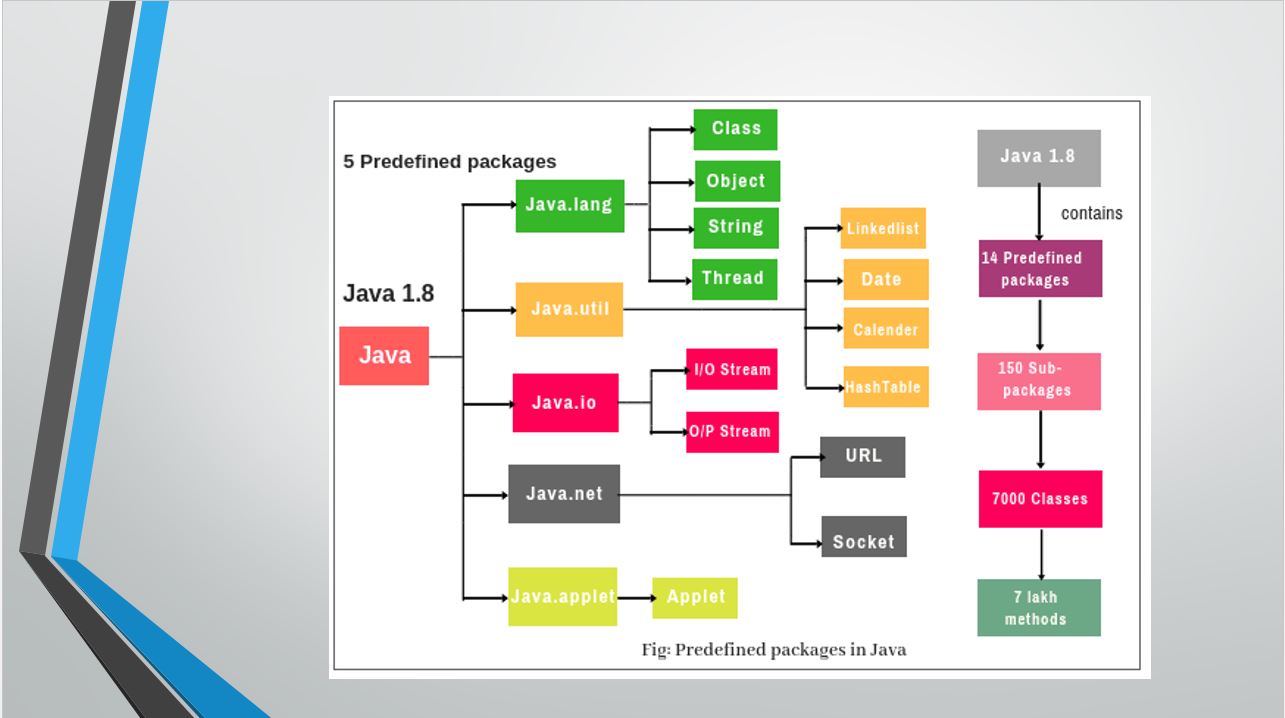 5 Predefined packages
Java 1.8
Java
Java.lang
Class
Object
String
Thread
Java.util
Linkedlist
Date
Calender
HashTable
Java.io
I/O Stream
O/P Stream
Java.net
URL
Socket
Java.applet
Applet
Java 1.8
contains
14 Predefined
packages
150 Sub-
packages
7000 Classes
7 lakh
methods
Fig: Predefined packages in Java